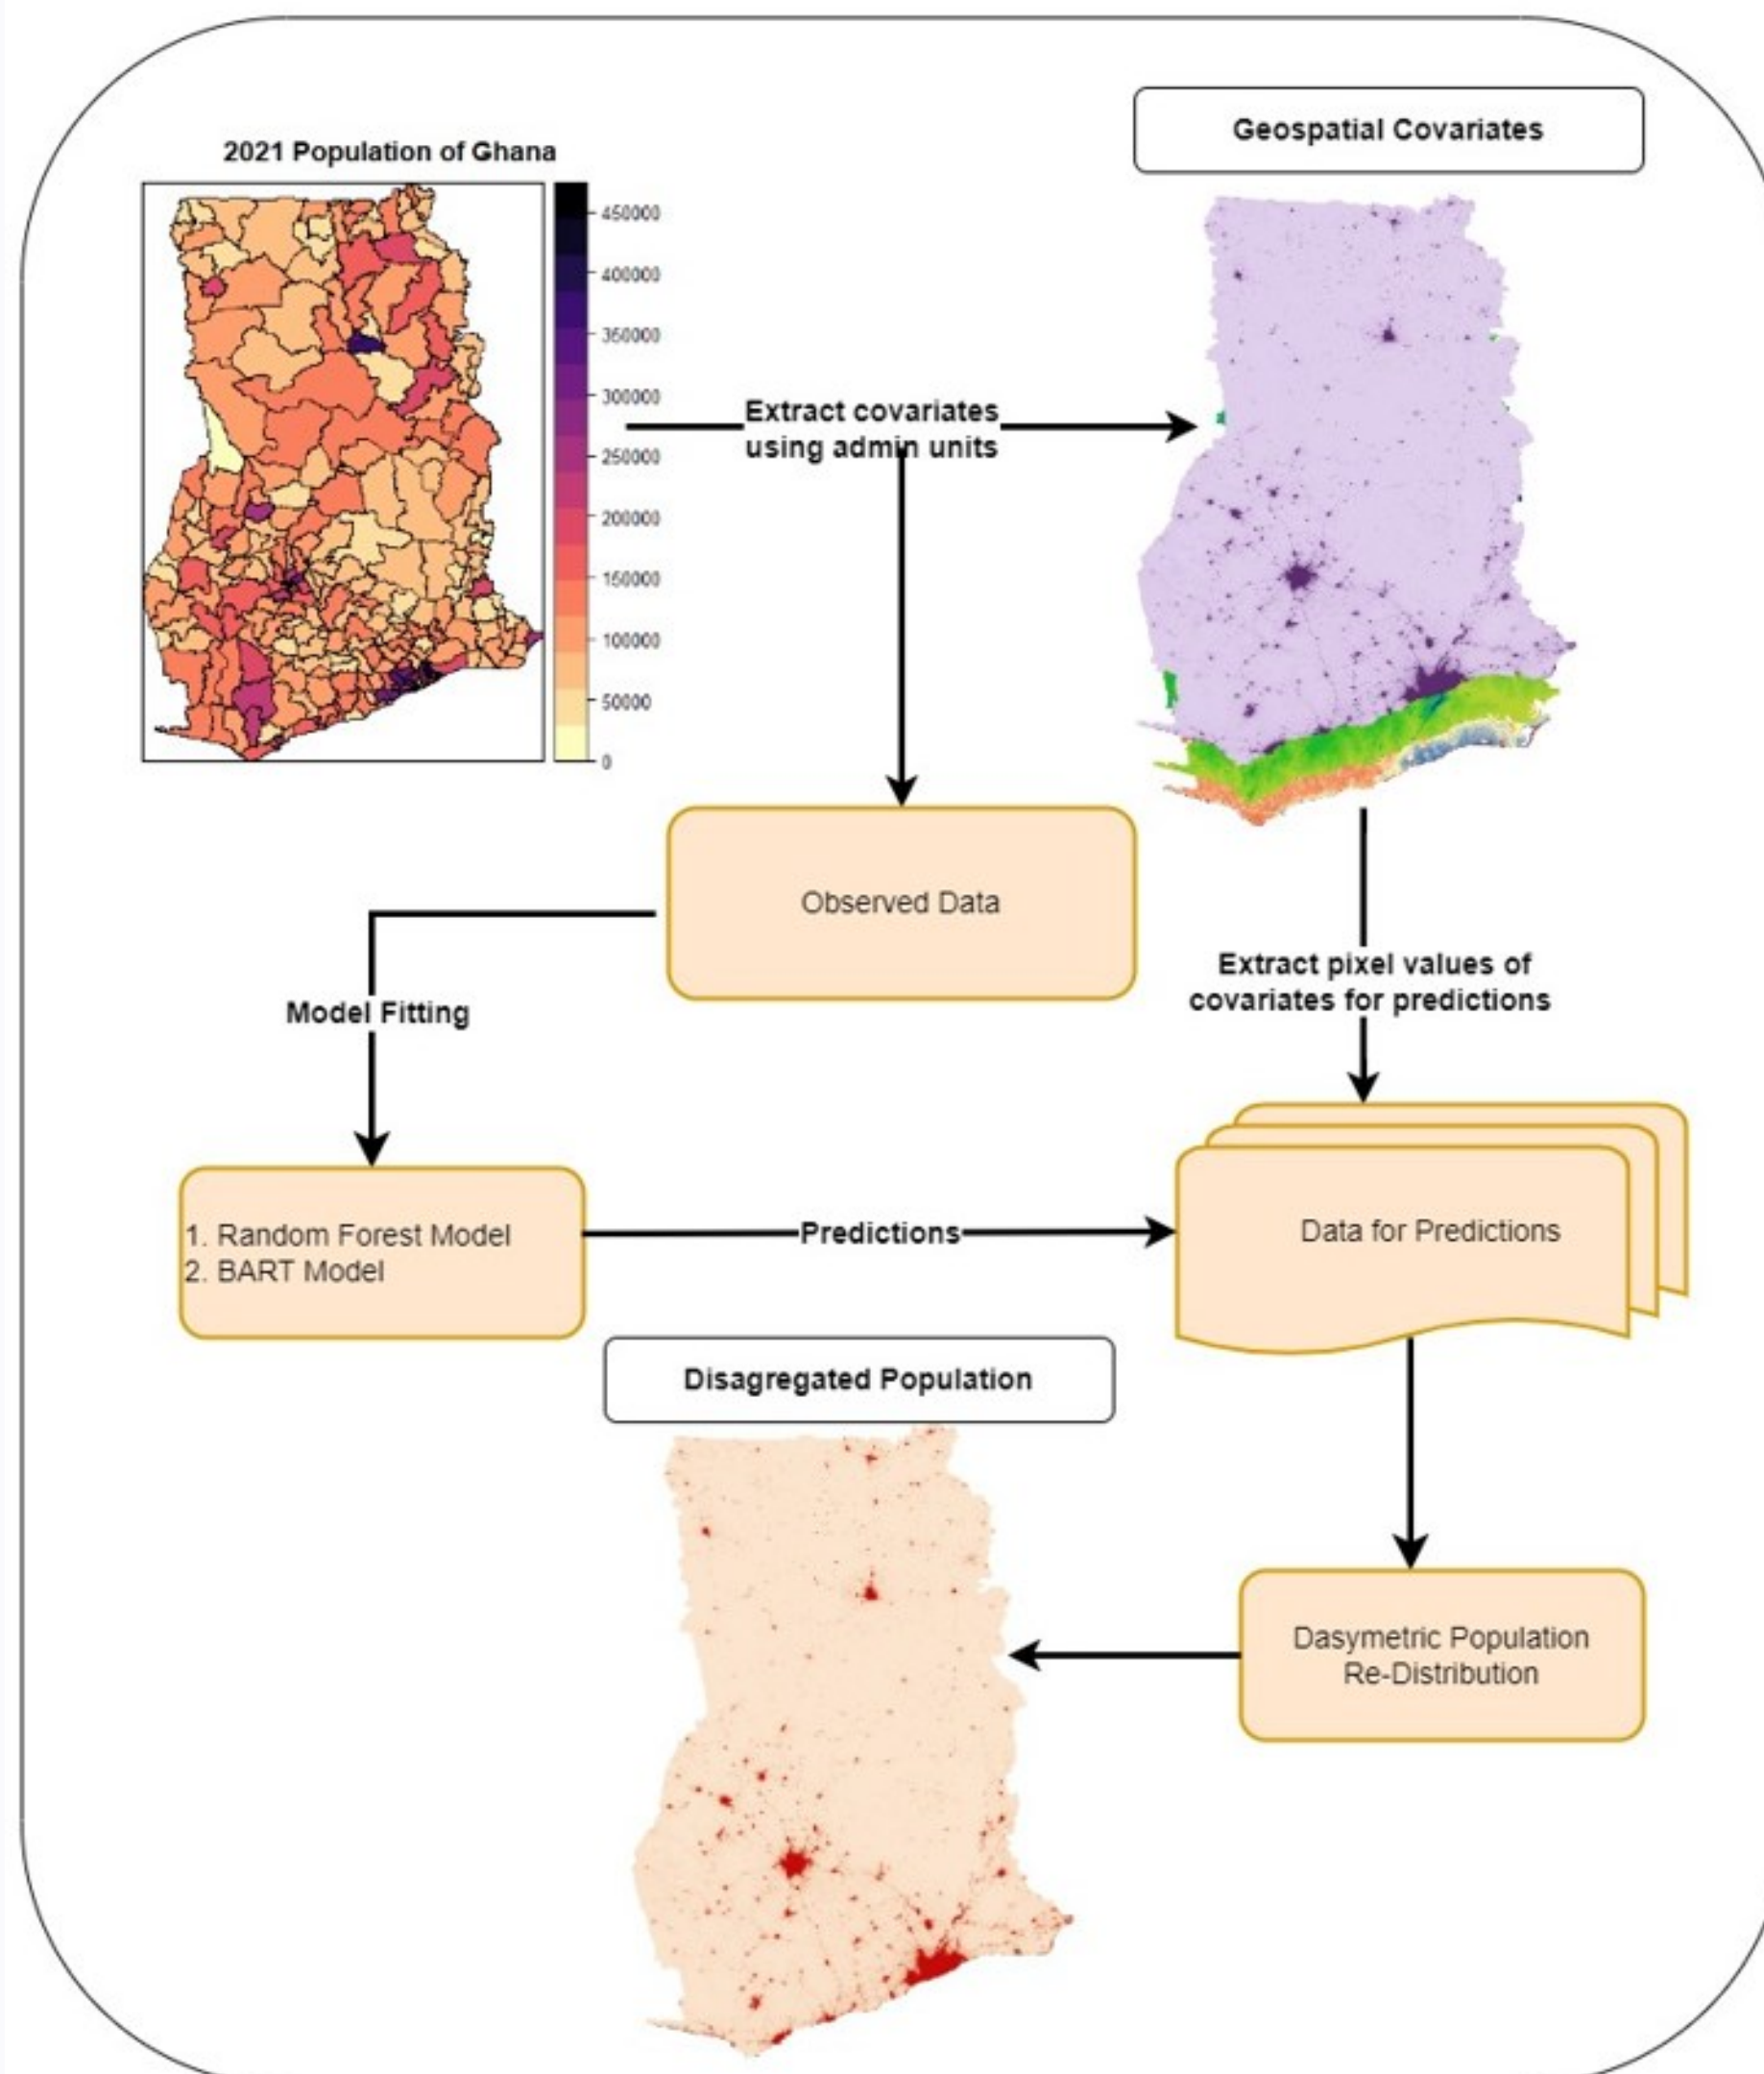 Geospatial Covariates
2021 Population of Ghana
450000
400000
350000
300000
250000
200000
150000
100000
50000
0
Extract covariates
using admin units
Observed Data
Extract pixel values of
covariates for predictions
Model Fitting
1. Random Forest Model
2. BART Model
Predictions
Data for Predictions
Disagregated Population
Dasymetric Population
Re-Distribution